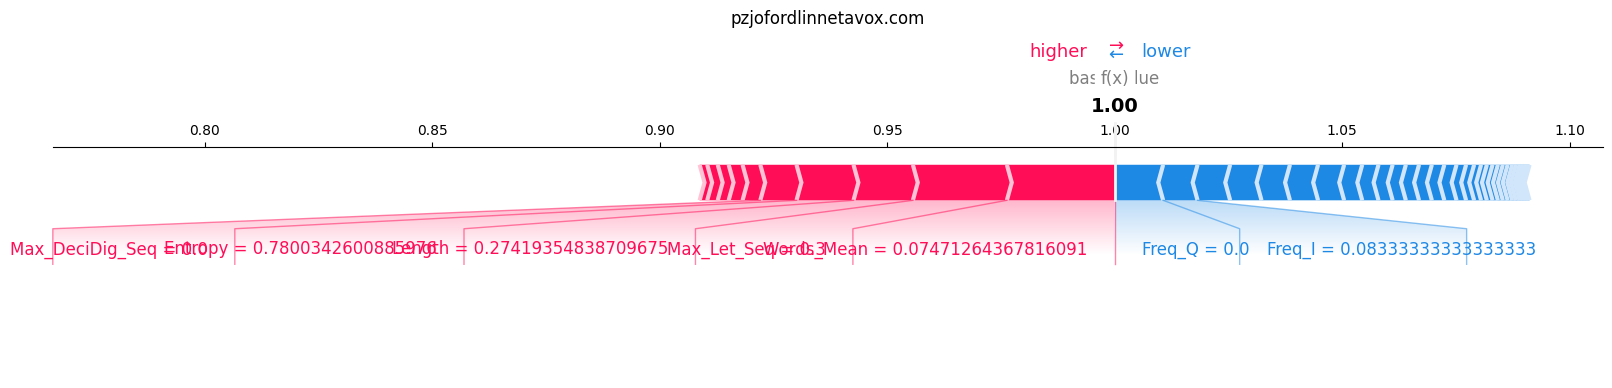 pzjofordlinnetavox.com
higher → ← lower
bas f(x) lue
1.00
0.80 0.85 0.90 0.95 1.00 1.05 1.10
Max_DeciDig_Seq = 0.0 Entropy = 0.7800342600885976 Length = 0.27419354838709675 Max_Let_Seq = 0.3 Words_Mean = 0.07471264367816091 Freq_Q = 0.0 Freq_I = 0.08333333333333333